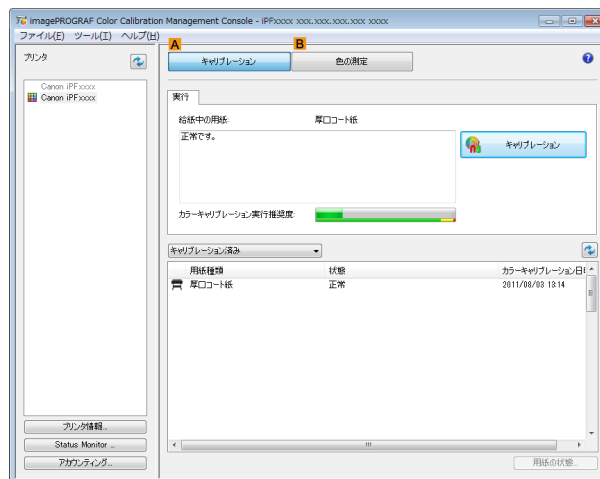 imagePROGRAF Color Calibration Management Console - iPFxxxx xxx.xxx.xxx.xxx xxxx
ファイル(F) ツール(T) ヘルプ(H)
A
B
プリンタ
キャリブレーション
色の測定
Canon iPFxxxx
Canon iPFxxxx
実行
給紙中の用紙:
厚口コート紙
正常です。
キャリブレーション
カラーキャリブレーション実行推奨度:
キャリブレーション済み
用紙種類 状態 カラーキャリブレーション日
厚口コート紙 正常 2011/08/03 13:14
プリンタ情報...
Status Monitor ...
アカウンティング...
用紙の状態...